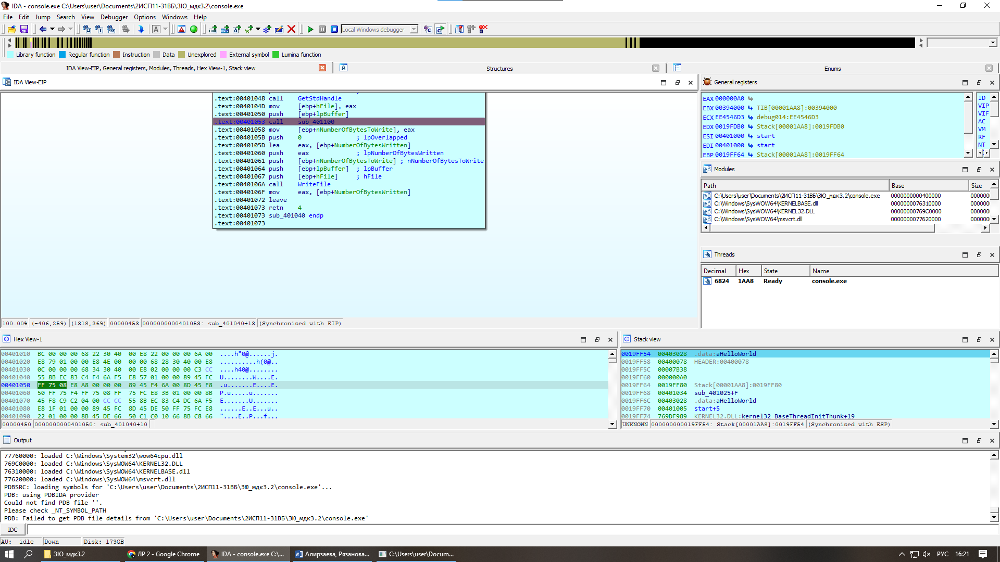 IDA - console.exe C:\Users\user\Documents\2ИСП11-31ВБ\ЗЮ_мдк3.2\console.exe
File Edit Jump Search View Debugger Options Windows Help
Local Windows debugger
Library function Regular function Instruction Data Unexplored External symbol Lumina function
IDA View-EIP, General registers, Modules, Threads, Hex View-1, Stack view
Structures
Enums
IDA View-EIP
.text:00401048 call GetStdHandle
.text:0040104D mov [ebp+hFile], eax
.text:00401050 push [ebp+lpBuffer]
.text:00401053 call sub_401100
.text:00401058 mov [ebp+nNumberOfBytesToWrite], eax
.text:0040105B push 0 ; lpOverlapped
.text:0040105D lea eax, [ebp+NumberOfBytesWritten]
.text:00401060 push eax ; lpNumberOfBytesWritten
.text:00401061 push [ebp+nNumberOfBytesToWrite] ; nNumberOfBytesToWrite
.text:00401064 push [ebp+lpBuffer] ; lpBuffer
.text:00401067 push [ebp+hFile] ; hFile
.text:0040106A call WriteFile
.text:0040106F mov eax, [ebp+NumberOfBytesWritten]
.text:00401072 leave
.text:00401073 retn 4
.text:00401073 sub_401040 endp
.text:00401073
100.00% (-406,259) (1318,269) 00000453 0000000000401053: sub_401040+13 (Synchronized with EIP)
General registers
EAX 000000A0
EBX 00394000 TIB[00001AA8]:00394000
ECX EE4546D3 debug014:EE4546D3
EDX 0019FDB0 Stack[00001AA8]:0019FDB0
ESI 00401000 start
EDI 00401000 start
EBP 0019FF64 Stack[00001AA8]:0019FF64
ID
VIP
VIF
AC
VM
RF
NT
Modules
Path Base Size
C:\Users\user\Documents\2ИСП11-31ВБ\ЗЮ_мдк3.2\console.exe 0000000000400000 000000
C:\Windows\SysWOW64\KERNELBASE.dll 0000000076310000 000000
C:\Windows\SysWOW64\KERNEL32.DLL 00000000769C0000 000000
C:\Windows\SysWOW64\msvcrt.dll 0000000077620000 000000
Threads
Decimal Hex State Name
6824 1AA8 Ready console.exe
Hex View-1
00401010 BC 00 00 00 68 22 30 40 00 E8 22 00 00 00 6A 00 ....h"0@......j.
00401020 E8 79 01 00 00 E8 4E 00 00 00 68 28 30 40 00 E8 ..........h(0@..
00401030 0C 00 00 00 68 34 30 40 00 E8 02 00 00 00 C3 CC ....h40@........
00401040 55 8B EC 83 C4 F4 6A F5 E8 57 01 00 00 89 45 FC U........W....E.
00401050 FF 75 08 E8 A8 00 00 00 89 45 F4 6A 00 8D 45 F8 .u.......E....E.
00401060 50 FF 75 F4 FF 75 08 FF 75 FC E8 3B 01 00 00 8B P.u.....u.......
00401070 45 F8 C9 C2 04 00 CC CC 55 8B EC 83 C4 DC 6A F5 E.......U.......
00401080 E8 1F 01 00 00 89 45 FC 8D 45 DE 50 FF 75 FC E8 ......E..E...u..
00401090 22 01 00 00 8B 45 DE 66 50 C1 C0 10 66 8B C8 66 "....E..P...f...
00000450 0000000000401050: sub_401040+10
Stack view
0019FF54 00403028 .data:aHelloWorld
0019FF58 00400078 HEADER:00400078
0019FF5C 00007B38
0019FF60 000000A0
0019FF64 0019FF80 Stack[00001AA8]:0019FF80
0019FF68 00401034 sub_401025+F
0019FF6C 00403028 .data:aHelloWorld
0019FF70 00401005 start+5
0019FF74 769DF989 KERNEL32.DLL:kernel32_BaseThreadInitThunk+19
UNKNOWN 000000000019FF54: Stack[00001AA8]:0019FF54 (Synchronized with ESP)
Output
77760000: loaded C:\Windows\System32\wow64cpu.dll
769C0000: loaded C:\Windows\SysWOW64\KERNEL32.DLL
76310000: loaded C:\Windows\SysWOW64\KERNELBASE.dll
77620000: loaded C:\Windows\SysWOW64\msvcrt.dll
PDBSRC: loading symbols for 'C:\Users\user\Documents\2ИСП11-31ВБ\ЗЮ_мдк3.2\console.exe'...
PDB: using PDBIDA provider
Could not find PDB file ''.
Please check _NT_SYMBOL_PATH
PDB: Failed to get PDB file details from 'C:\Users\user\Documents\2ИСП11-31ВБ\ЗЮ_мдк3.2\console.exe'
IDC
AU: idle Down Disk: 173GB
ЗЮ_мдк3.2 ЛР 2 - Google Chrome IDA - console.exe C:\... Алирзаева, Рязанова... C:\Users\user\Docum... РУС 16:21